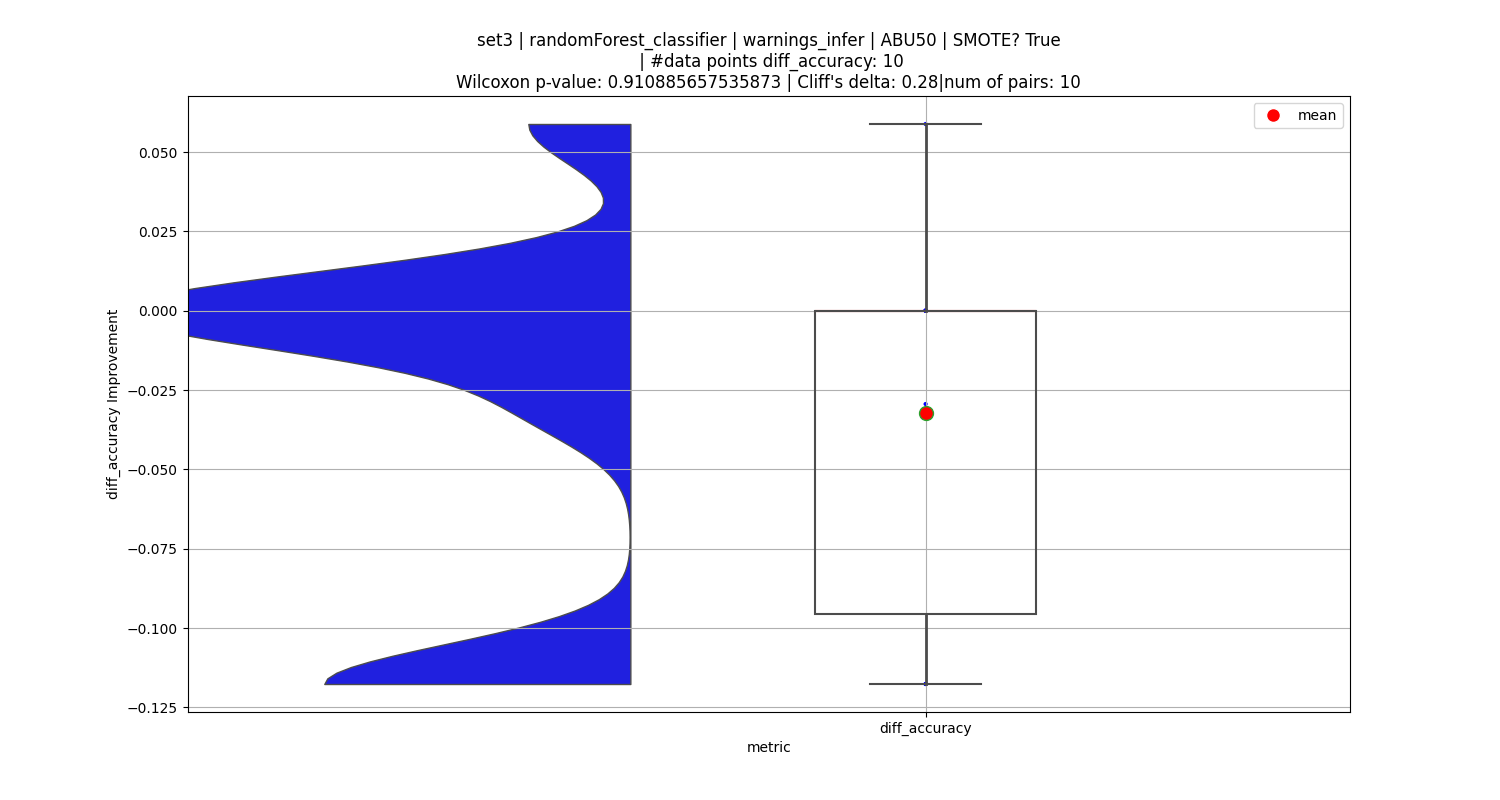 set3 | randomForest_classifier | warnings_infer | ABU50 | SMOTE? True
| #data points diff_accuracy: 10
Wilcoxon p-value: 0.910885657535873 | Cliff's delta: 0.28|num of pairs: 10
mean
0.050
0.025
0.000
−0.025
−0.050
−0.075
−0.100
−0.125
diff_accuracy Improvement
diff_accuracy
metric